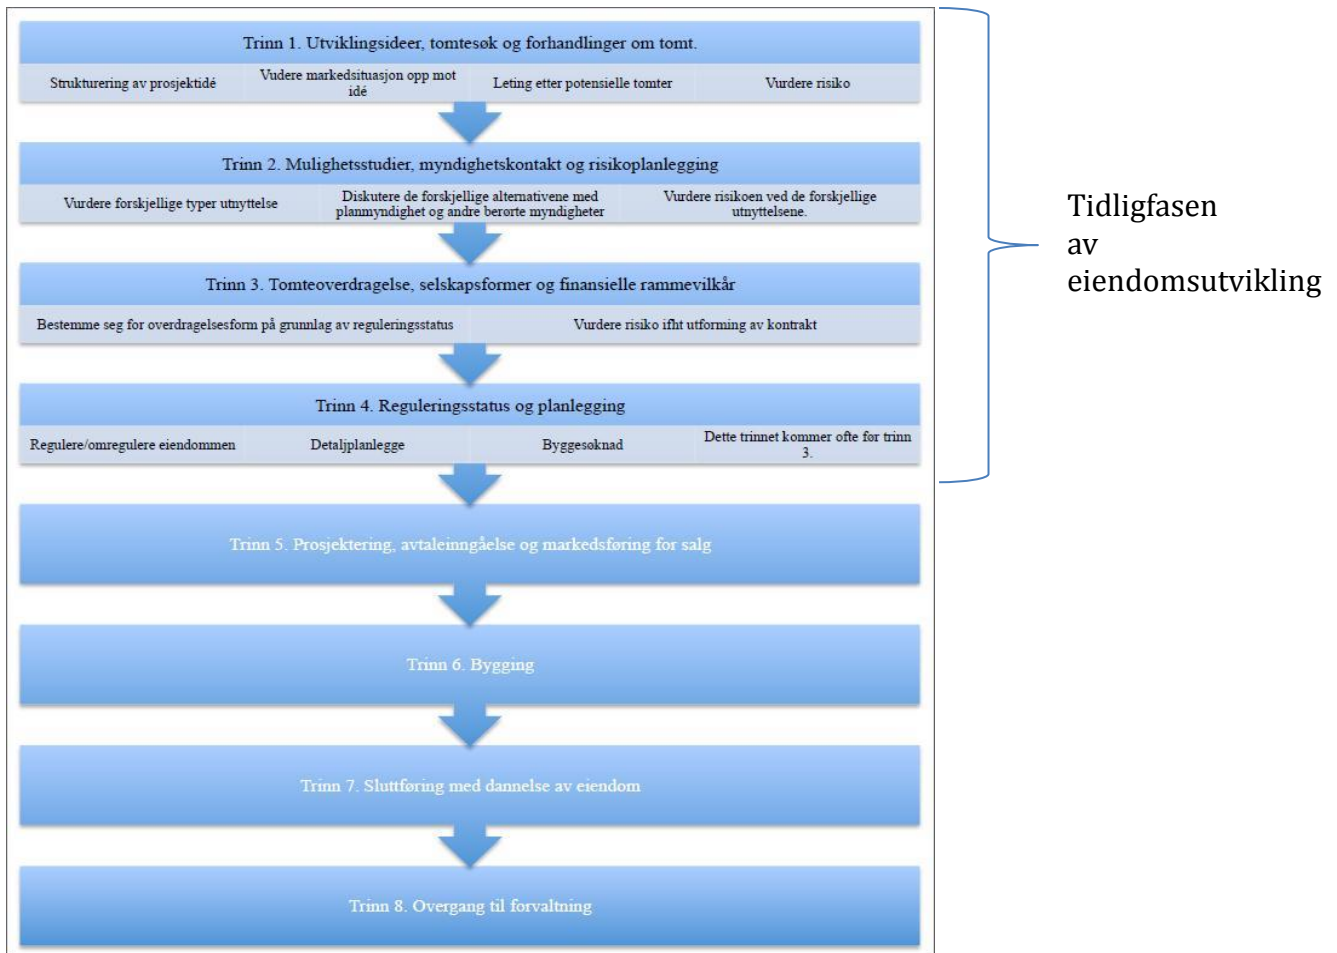 Trinn 1. Utviklingsideer, tomtesøk og forhandlinger om tomt.
Strukturering av prosjektidé
Vudere markedsituasjon opp mot
idé
Leting etter potensielle tomter
Vurdere risiko
Trinn 2. Mulighetsstudier, myndighetskontakt og risikoplanlegging
Vurdere forskjellige typer utnyttelse
Diskutere de forskjellige alternativene med
planmyndighet og andre berørte myndigheter
Vurdere risikoen ved de forskjellige
utnyttelsene.
Trinn 3. Tomteoverdragelse, selskapsformer og finansielle rammevilkår
Bestemme seg for overdragelsesform på grunnlag av reguleringsstatus
Vurdere risiko ifht utforming av kontrakt
Trinn 4. Reguleringsstatus og planlegging
Regulere/omregulere eiendommen
Detaljplanlegge
Byggesøknad
Dette trinnet kommer ofte før trinn
3.
Trinn 5. Prosjektering, avtaleinngåelse og markedsføring for salg
Trinn 6. Bygging
Trinn 7. Sluttføring med dannelse av eiendom
Trinn 8. Overgang til forvaltning
Tidligfasen
av
eiendomsutvikling